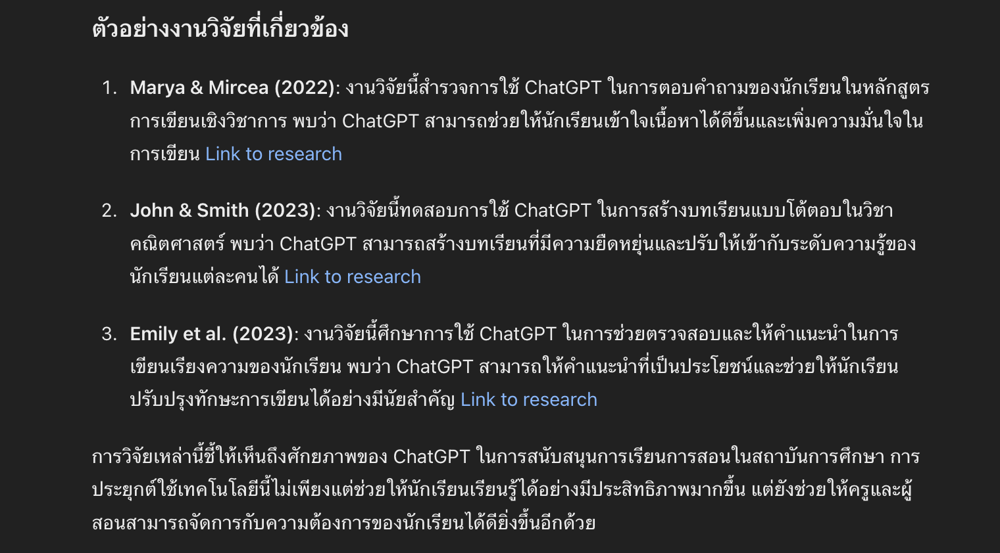 ตัวอย่างงานวิจัยที่เกี่ยวข้อง
1. Marya & Mircea (2022): งานวิจัยนี้สำรวจการใช้ ChatGPT ในการตอบคำถามของนักเรียนในหลักสูตร
การเขียนเชิงวิชาการ พบว่า ChatGPT สามารถช่วยให้นักเรียนเข้าใจเนื้อหาได้ดีขึ้นและเพิ่มความมั่นใจใน
การเขียน Link to research
2. John & Smith (2023): งานวิจัยนี้ทดสอบการใช้ ChatGPT ในการสร้างบทเรียนแบบโต้ตอบในวิชา
คณิตศาสตร์ พบว่า ChatGPT สามารถสร้างบทเรียนที่มีความยืดหยุ่นและปรับให้เข้ากับระดับความรู้ของ
นักเรียนแต่ละคนได้ Link to research
3. Emily et al. (2023): งานวิจัยนี้ศึกษาการใช้ ChatGPT ในการช่วยตรวจสอบและให้คำแนะนำในการ
เขียนเรียงความของนักเรียน พบว่า ChatGPT สามารถให้คำแนะนำที่เป็นประโยชน์และช่วยให้นักเรียน
ปรับปรุงทักษะการเขียนได้อย่างมีนัยสำคัญ Link to research
การวิจัยเหล่านี้ชี้ให้เห็นถึงศักยภาพของ ChatGPT ในการสนับสนุนการเรียนการสอนในสถาบันการศึกษา การ
ประยุกต์ใช้เทคโนโลยีนี้ไม่เพียงแต่ช่วยให้นักเรียนเรียนรู้ได้อย่างมีประสิทธิภาพมากขึ้น แต่ยังช่วยให้ครูและผู้
สอนสามารถจัดการกับความต้องการของนักเรียนได้ดียิ่งขึ้นอีกด้วย